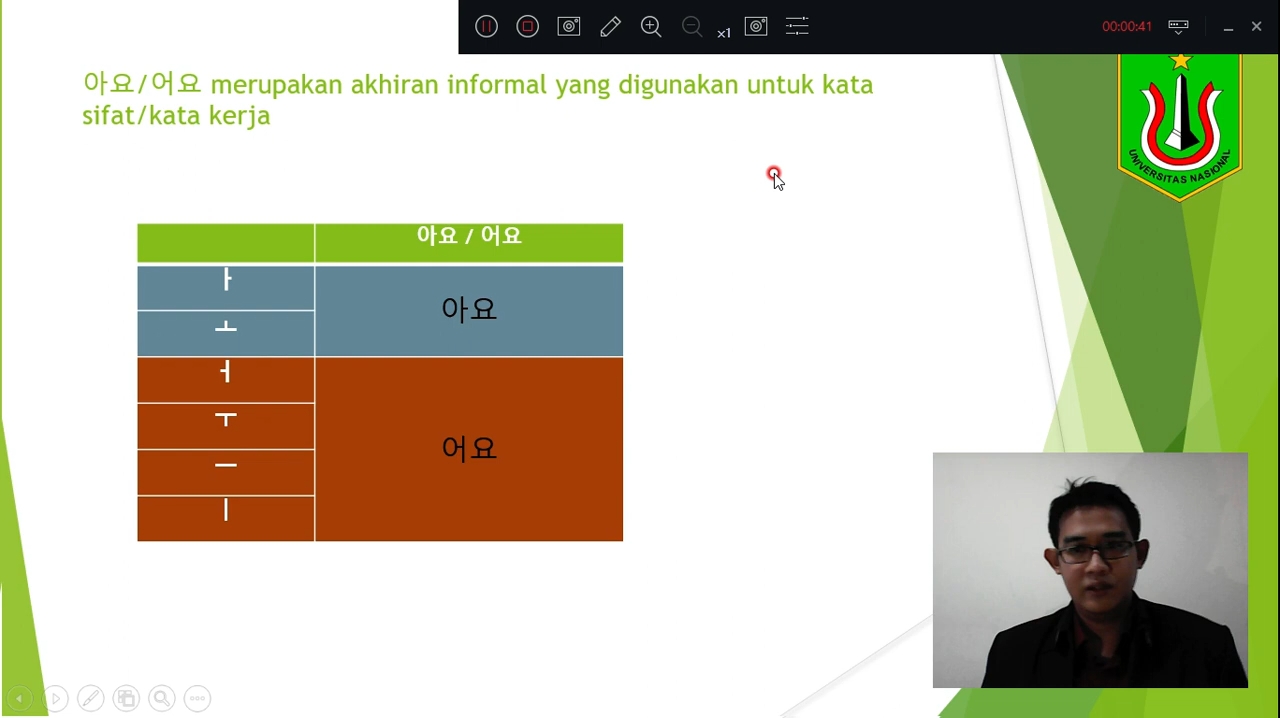 x1
00:00:41
아요/어요 merupakan akhiran informal yang digunakan untuk kata
sifat/kata kerja
UNIVERSITAS NASIONAL
아요 / 어요
ㅏ
아요
ㅗ
ㅓ
ㅜ
어요
ㅡ
ㅣ